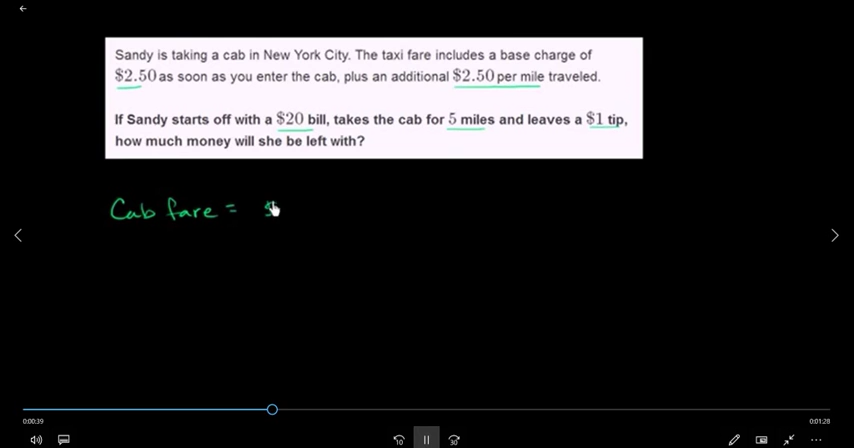 Sandy is taking a cab in New York City. The taxi fare includes a base charge of
$2.50 as soon as you enter the cab, plus an additional $2.50 per mile traveled.
If Sandy starts off with a $20 bill, takes the cab for 5 miles and leaves a $1 tip,
how much money will she be left with?
Cab fare = $
0:00:39
0:01:28
10
30